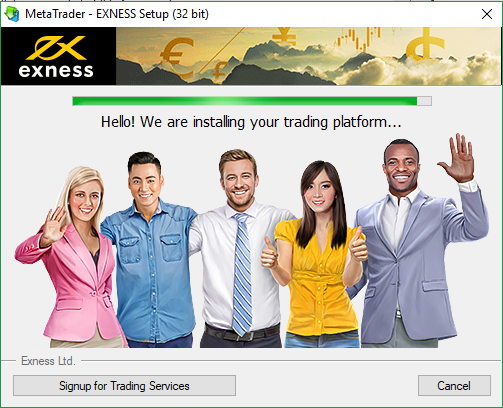 MetaTrader - EXNESS Setup (32 bit)
exness
Hello! We are installing your trading platform...
Exness Ltd.
Signup for Trading Services
Cancel